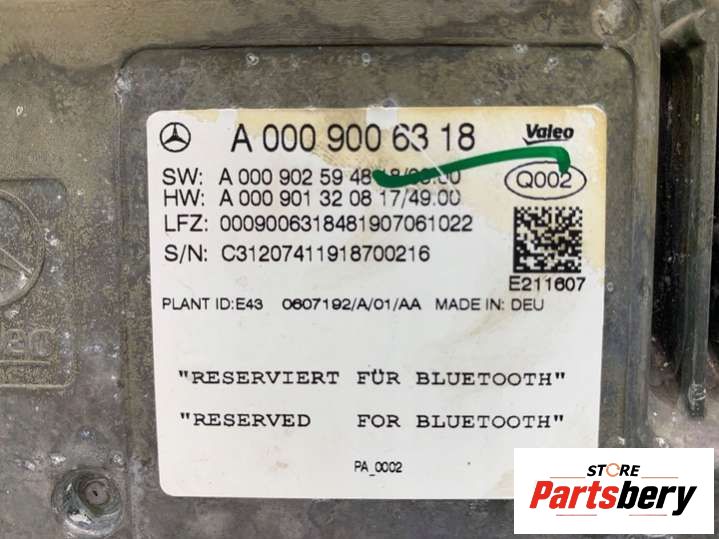 A 000 900 63 18 Valeo
SW: A 000 902 59 48 Q002
HW: A 000 901 32 08 17/49.00
LFZ: 00090063184819070610​22
S/N: C31207411918700216
E211607
PLANT ID:E43 0607192/A/01/AA MADE IN: DEU
"RESERVIERT FÜR BLUETOOTH"
"RESERVED FOR BLUETOOTH"
PA_0002
STORE
Partsbery